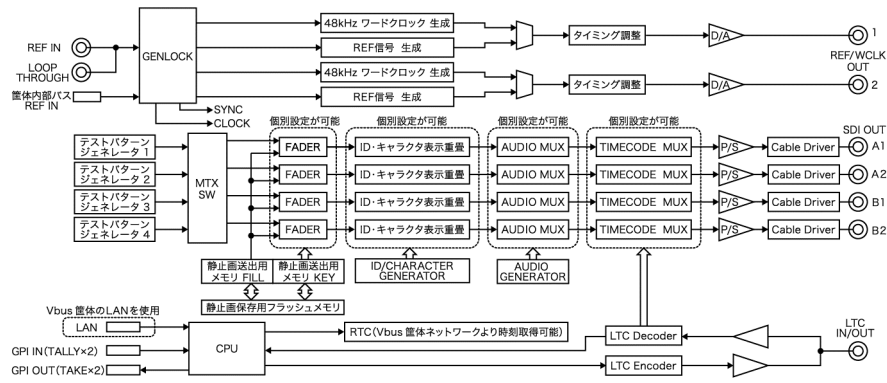 REF IN
LOOP
THROUGH
筐体内部バス
REF IN
GENLOCK
SYNC
CLOCK
48kHz ワードクロック 生成
REF信号 生成
48kHz ワードクロック 生成
REF信号 生成
タイミング調整
タイミング調整
D/A
D/A
1
REF/WCLK
OUT
2
個別設定が可能
個別設定が可能
個別設定が可能
個別設定が可能
SDI OUT
テストパターン
ジェネレータ 1
テストパターン
ジェネレータ 2
テストパターン
ジェネレータ 3
テストパターン
ジェネレータ 4
MTX
SW
FADER
ID・キャラクタ表示重畳
AUDIO MUX
TIMECODE MUX
P/S
Cable Driver
A1
FADER
ID・キャラクタ表示重畳
AUDIO MUX
TIMECODE MUX
P/S
Cable Driver
A2
FADER
ID・キャラクタ表示重畳
AUDIO MUX
TIMECODE MUX
P/S
Cable Driver
B1
FADER
ID・キャラクタ表示重畳
AUDIO MUX
TIMECODE MUX
P/S
Cable Driver
B2
静止画送出用
メモリ FILL
静止画送出用
メモリ KEY
ID/CHARACTER
GENERATOR
AUDIO
GENERATOR
静止画保存用フラッシュメモリ
Vbus 筐体のLANを使用
LAN
GPI IN(TALLY×2)
GPI OUT(TAKE×2)
CPU
RTC(Vbus 筐体ネットワークより時刻取得可能)
LTC Decoder
LTC Encoder
LTC
IN/OUT